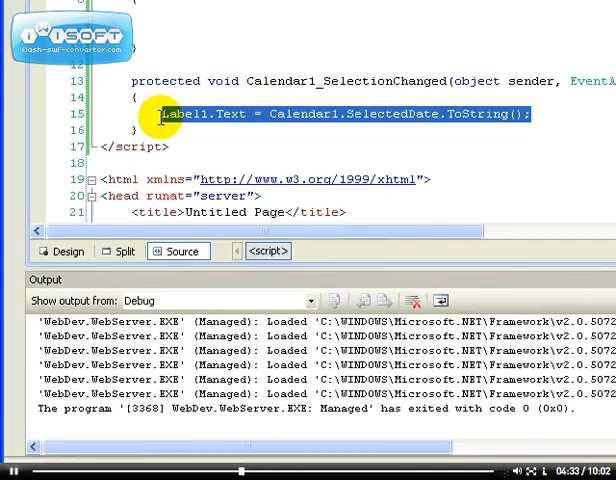 iWiSOFT
flash-swf-converter.com
12
}
13
protected void Calendar1_SelectionChanged(object sender, EventA
14
{
15
Label1.Text = Calendar1.SelectedDate.ToString();
16
}
17
</script>
18
19
<html xmlns="http://www.w3.org/1999/xhtml">
20
<head runat="server">
21
<title>Untitled Page</title>
Design
Split
Source
<script>
Output
Show output from: Debug
'WebDev.WebServer.EXE' (Managed): Loaded 'C:\WINDOWS\Microsoft.NET\Framework\v2.0.5072
'WebDev.WebServer.EXE' (Managed): Loaded 'C:\WINDOWS\Microsoft.NET\Framework\v2.0.5072
'WebDev.WebServer.EXE' (Managed): Loaded 'C:\WINDOWS\Microsoft.NET\Framework\v2.0.5072
'WebDev.WebServer.EXE' (Managed): Loaded 'C:\WINDOWS\Microsoft.NET\Framework\v2.0.5072
'WebDev.WebServer.EXE' (Managed): Loaded 'C:\WINDOWS\Microsoft.NET\Framework\v2.0.5072
'WebDev.WebServer.EXE' (Managed): Loaded 'C:\WINDOWS\Microsoft.NET\Framework\v2.0.5072
The program '[3368] WebDev.WebServer.EXE: Managed' has exited with code 0 (0x0).
04:33 / 10:02